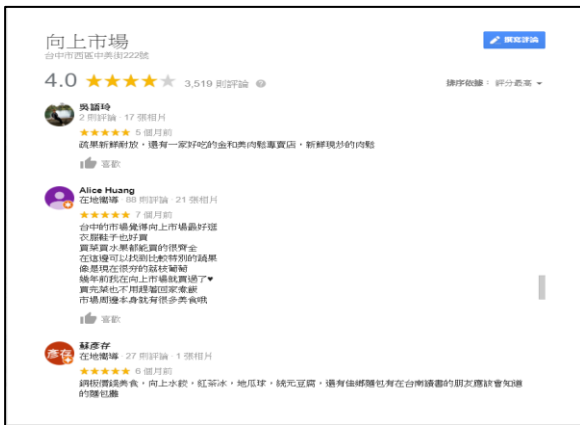 向上市場
台中市西區中美街222號
撰寫評論
4.0 3,519 則評論
排序依據： 評分最高
吳語玲
2 則評論 · 17 張相片
5 個月前
蔬果新鮮耐放，還有一家好吃的金和美肉鬆專賣店，新鮮現炒的肉鬆
喜歡
Alice Huang
在地嚮導 · 88 則評論 · 21 張相片
7 個月前
台中的市場覺得向上市場最好逛
衣服鞋子也好買
買菜買水果都能買的很齊全
在這邊可以找到比較特別的蔬果
像是現在很夯的荔枝葡萄
幾年前我在向上市場就買過了♥
買完菜也不用趕著回家煮飯
市場周邊本身就有很多美食哦
喜歡
彥存
蘇彥存
在地嚮導 · 27 則評論 · 1 張相片
6 個月前
銅板價錢美食，向上水餃，紅茶冰，地瓜球，統元豆腐，還有佳鄉麵包有在台南讀書的朋友應該會知道
的麵包攤